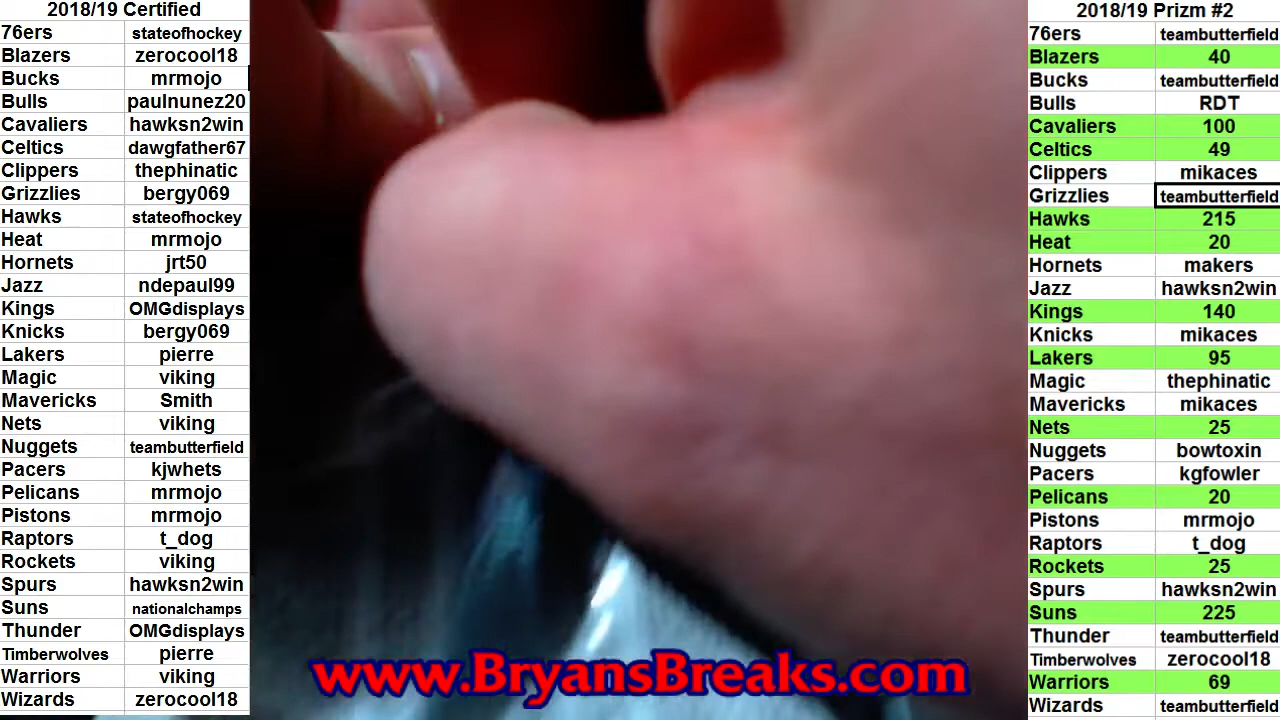 2018/19 Certified
76ers stateofhockey
Blazers zerocool18
Bucks mrmojo
Bulls paulnunez20
Cavaliers hawksn2win
Celtics dawgfather67
Clippers thephinatic
Grizzlies bergy069
Hawks stateofhockey
Heat mrmojo
Hornets jrt50
Jazz ndepaul99
Kings OMGdisplays
Knicks bergy069
Lakers pierre
Magic viking
Mavericks Smith
Nets viking
Nuggets teambutterfield
Pacers kjwhets
Pelicans mrmojo
Pistons mrmojo
Raptors t_dog
Rockets viking
Spurs hawksn2win
Suns nationalchamps
Thunder OMGdisplays
Timberwolves pierre
Warriors viking
Wizards zerocool18
www.BryansBreaks.com
2018/19 Prizm #2
76ers teambutterfield
Blazers 40
Bucks teambutterfield
Bulls RDT
Cavaliers 100
Celtics 49
Clippers mikaces
Grizzlies teambutterfield
Hawks 215
Heat 20
Hornets makers
Jazz hawksn2win
Kings 140
Knicks mikaces
Lakers 95
Magic thephinatic
Mavericks mikaces
Nets 25
Nuggets bowtoxin
Pacers kgfowler
Pelicans 20
Pistons mrmojo
Raptors t_dog
Rockets 25
Spurs hawksn2win
Suns 225
Thunder teambutterfield
Timberwolves zerocool18
Warriors 69
Wizards teambutterfield